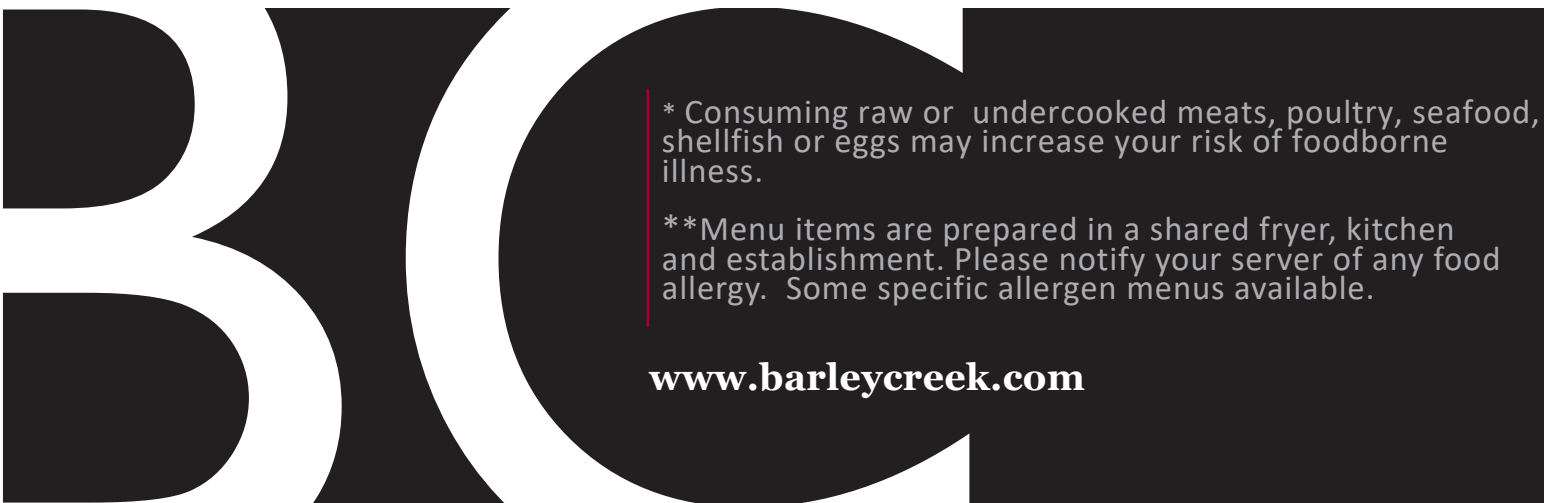 BC
* Consuming raw or  undercooked meats, poultry, seafood,
shellfish or eggs may increase your risk of foodborne
illness.
**Menu items are prepared in a shared fryer, kitchen
and establishment. Please notify your server of any food
allergy.  Some specific allergen menus available.
www.barleycreek.com